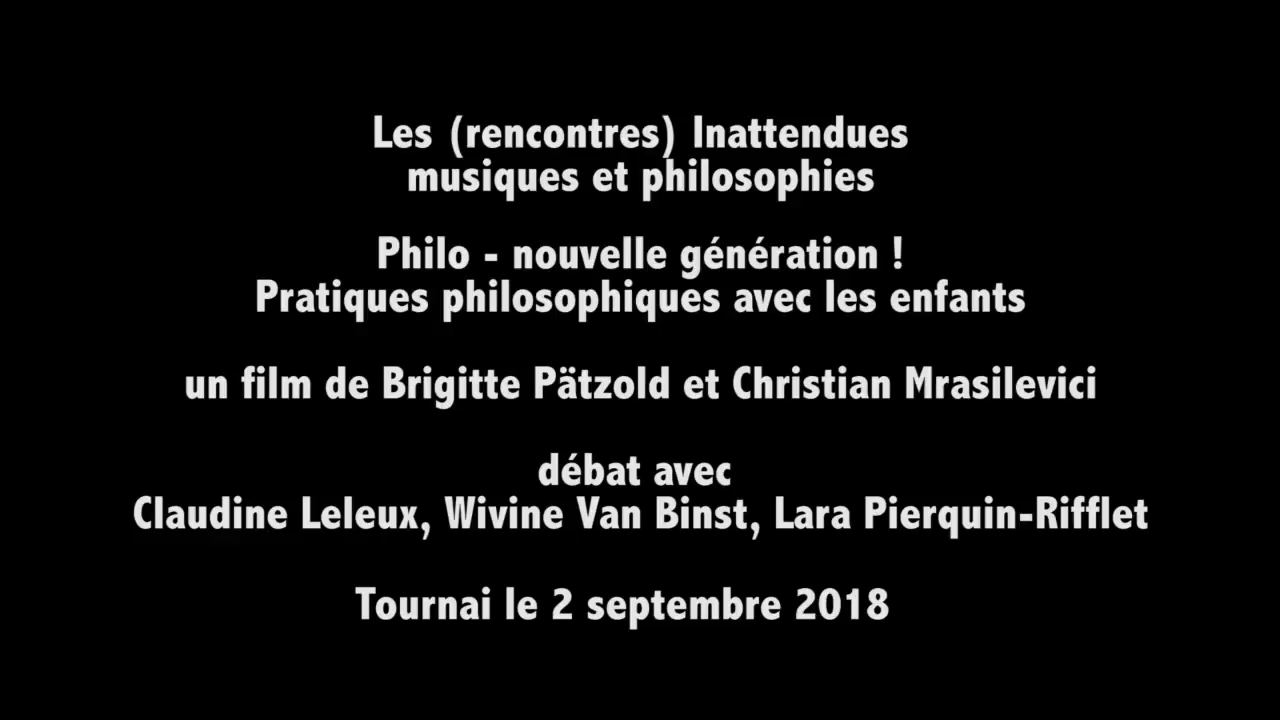 Les (rencontres) Inattendues
musiques et philosophies
Philo - nouvelle génération !
Pratiques philosophiques avec les enfants
un film de Brigitte Pätzold et Christian Mrasilevici
débat avec
Claudine Leleux, Wivine Van Binst, Lara Pierquin-Rifflet
Tournai le 2 septembre 2018